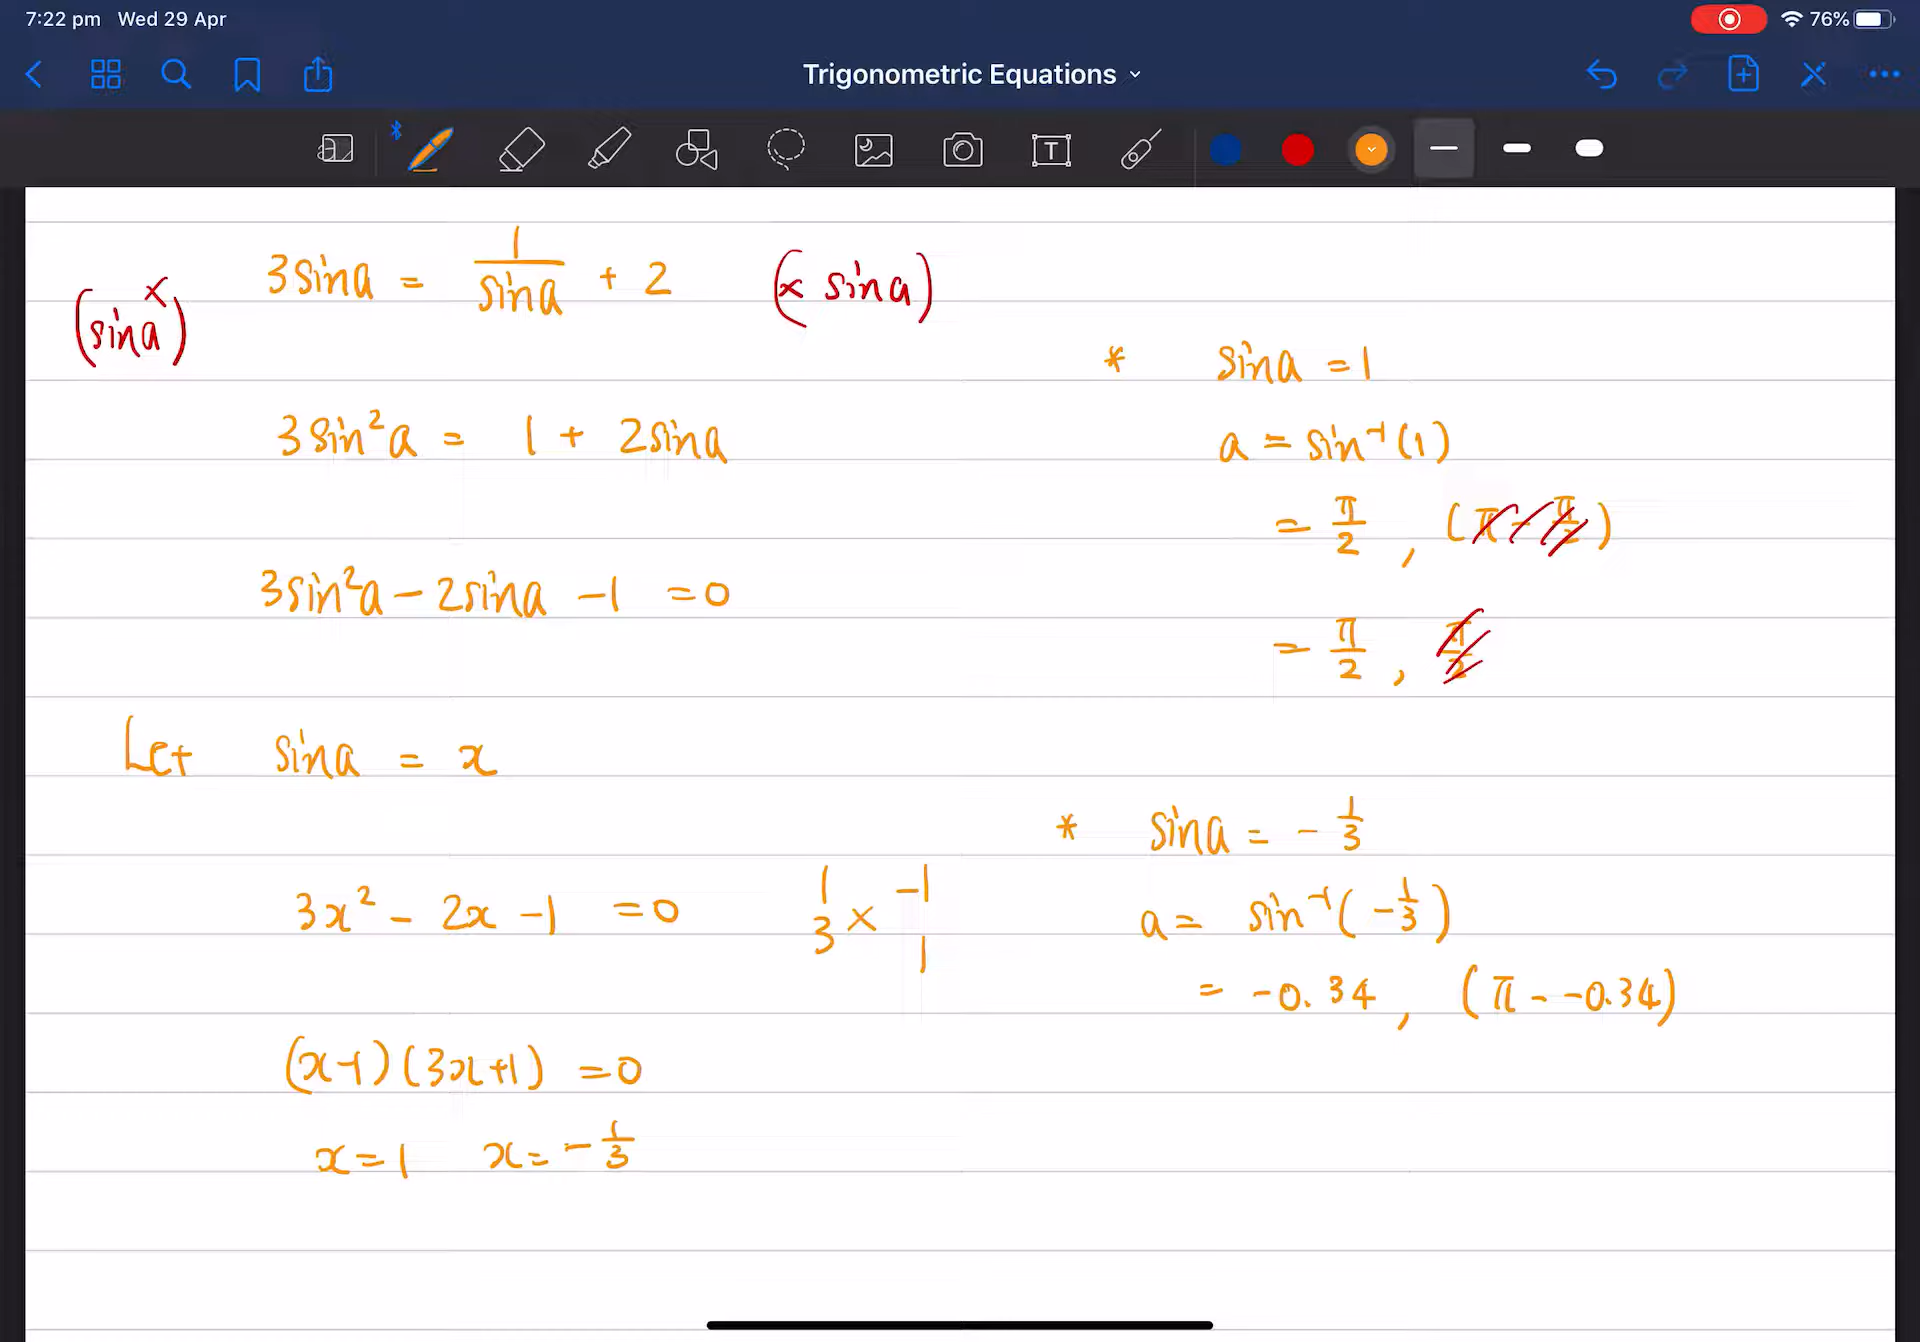 7:22 pm Wed 29 Apr
76%
Trigonometric Equations
a
T
3sina = 1/sina + 2 (× sina)
(sina ×)
3sin²a = 1 + 2sina
3sin²a − 2sina − 1 = 0
Let sina = x
3x² − 2x − 1 = 0
1 −1
3 × 1
(x−1)(3x+1) = 0
x = 1 x = −1/3
* sina = 1
a = sin⁻¹(1)
= π/2 , (π − π/2)
= π/2 , π/2
* sina = −1/3
a = sin⁻¹(−1/3)
= −0.34 , (π − −0.34)